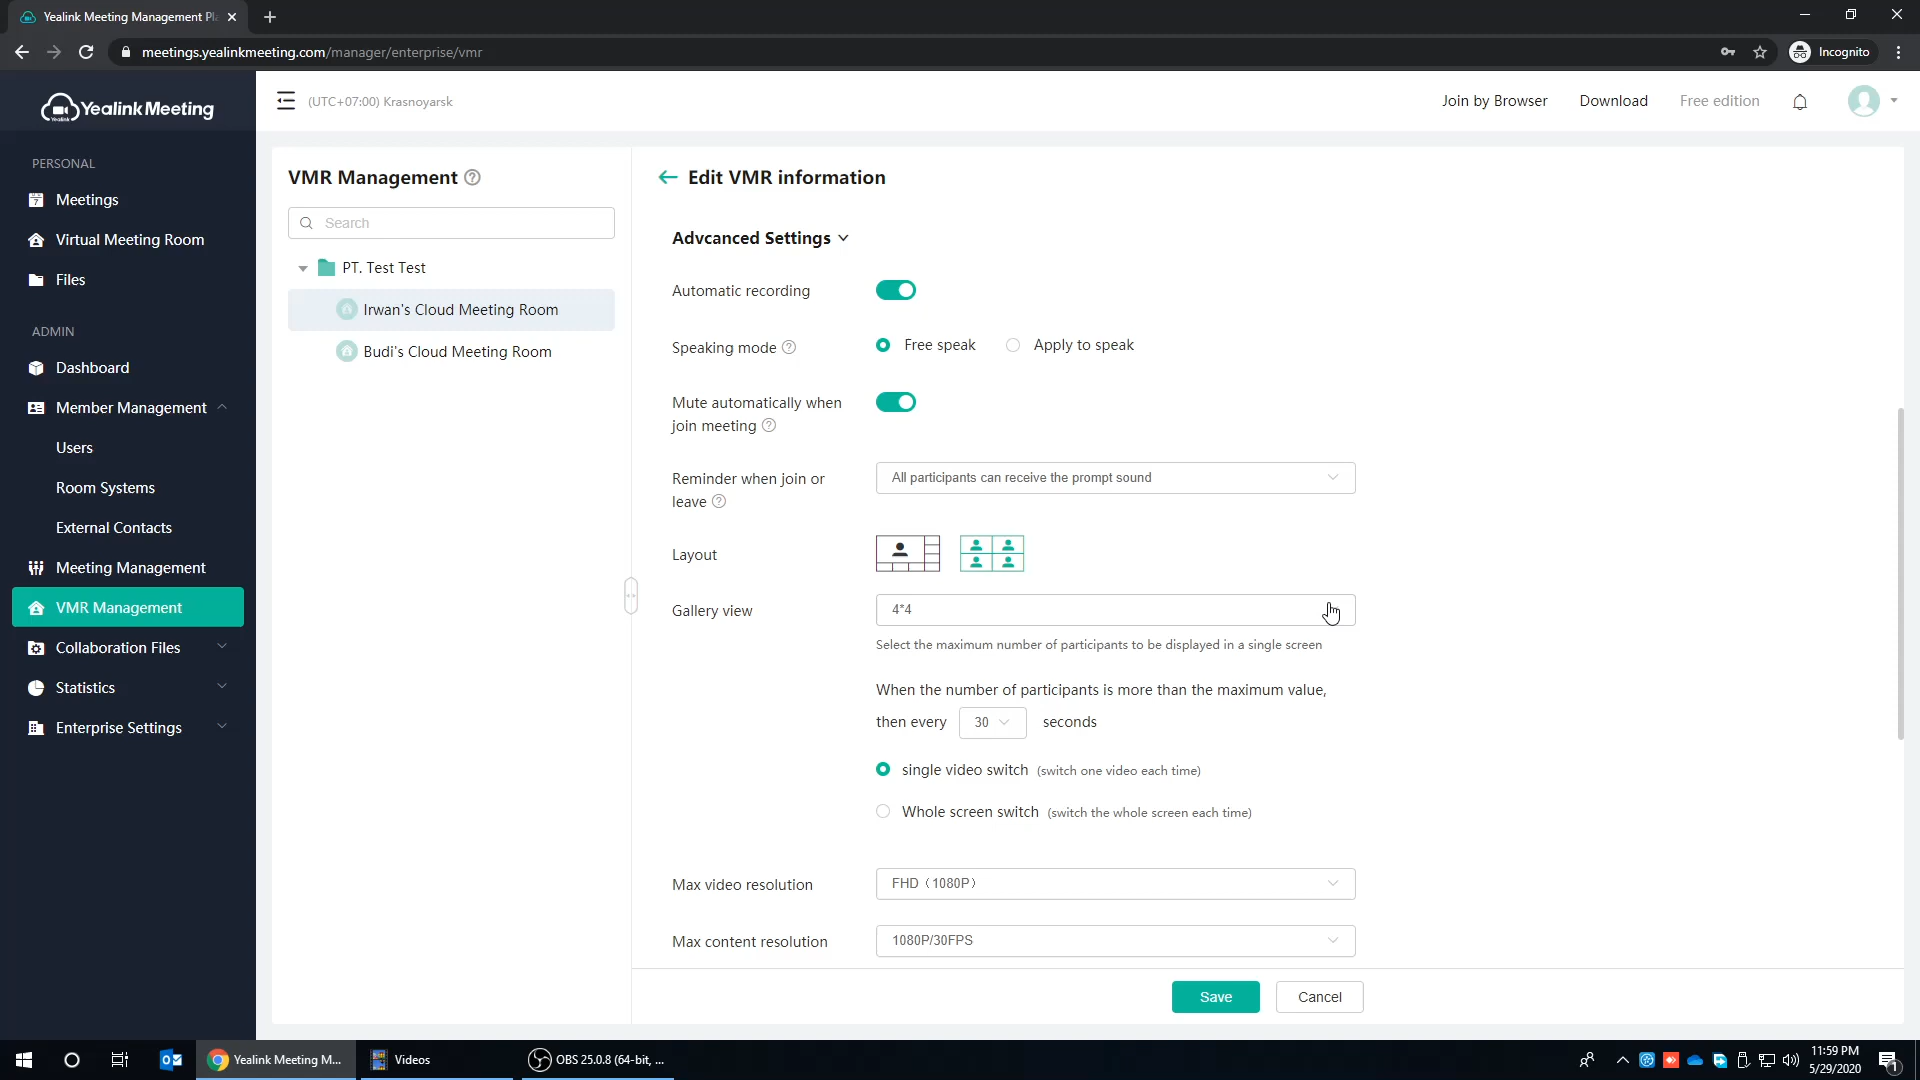 Yealink Meeting Management Pla
meetings.yealinkmeeting.com/manager/enterprise/vmr
Incognito
Yealink
Yealink Meeting
(UTC+07:00) Krasnoyarsk
Join by Browser
Download
Free edition
PERSONAL
7
Meetings
Virtual Meeting Room
Files
ADMIN
Dashboard
Member Management
Users
Room Systems
External Contacts
Meeting Management
VMR Management
Collaboration Files
Statistics
Enterprise Settings
VMR Management ?
Search
PT. Test Test
Irwan's Cloud Meeting Room
Budi's Cloud Meeting Room
Edit VMR information
Advcanced Settings
Automatic recording
Speaking mode ?
Free speak
Apply to speak
Mute automatically when
join meeting ?
Reminder when join or
leave ?
All participants can receive the prompt sound
Layout
Gallery view
4*4
Select the maximum number of participants to be displayed in a single screen
When the number of participants is more than the maximum value,
then every 30 seconds
single video switch (switch one video each time)
Whole screen switch (switch the whole screen each time)
Max video resolution
FHD（1080P）
Max content resolution
1080P/30FPS
Save
Cancel
Yealink Meeting M...
Videos
OBS 25.0.8 (64-bit, ...
11:59 PM
5/29/2020
1